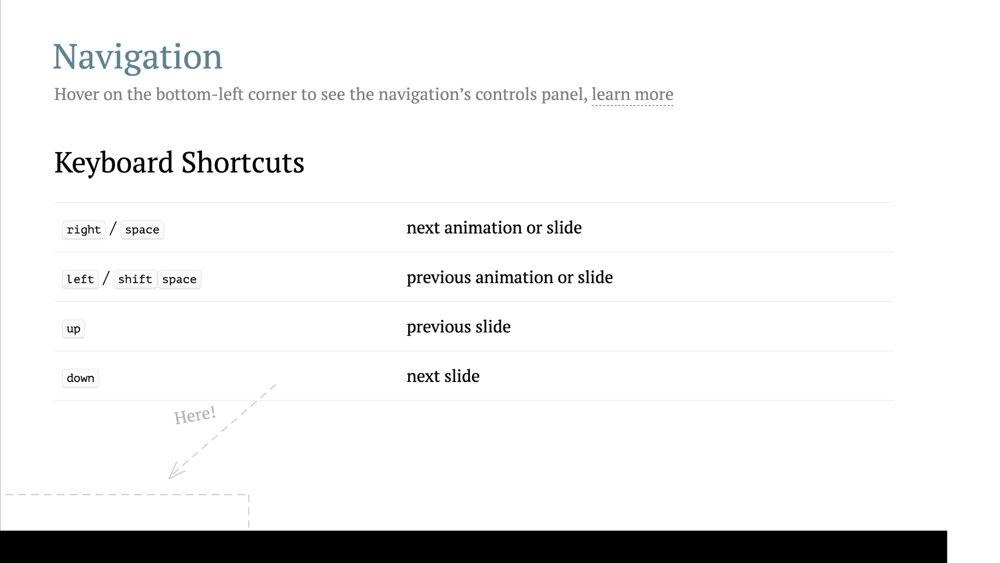 Navigation
Hover on the bottom-left corner to see the navigation’s controls panel, learn more
Keyboard Shortcuts
right / space next animation or slide
left / shift space previous animation or slide
up previous slide
down next slide
Here!